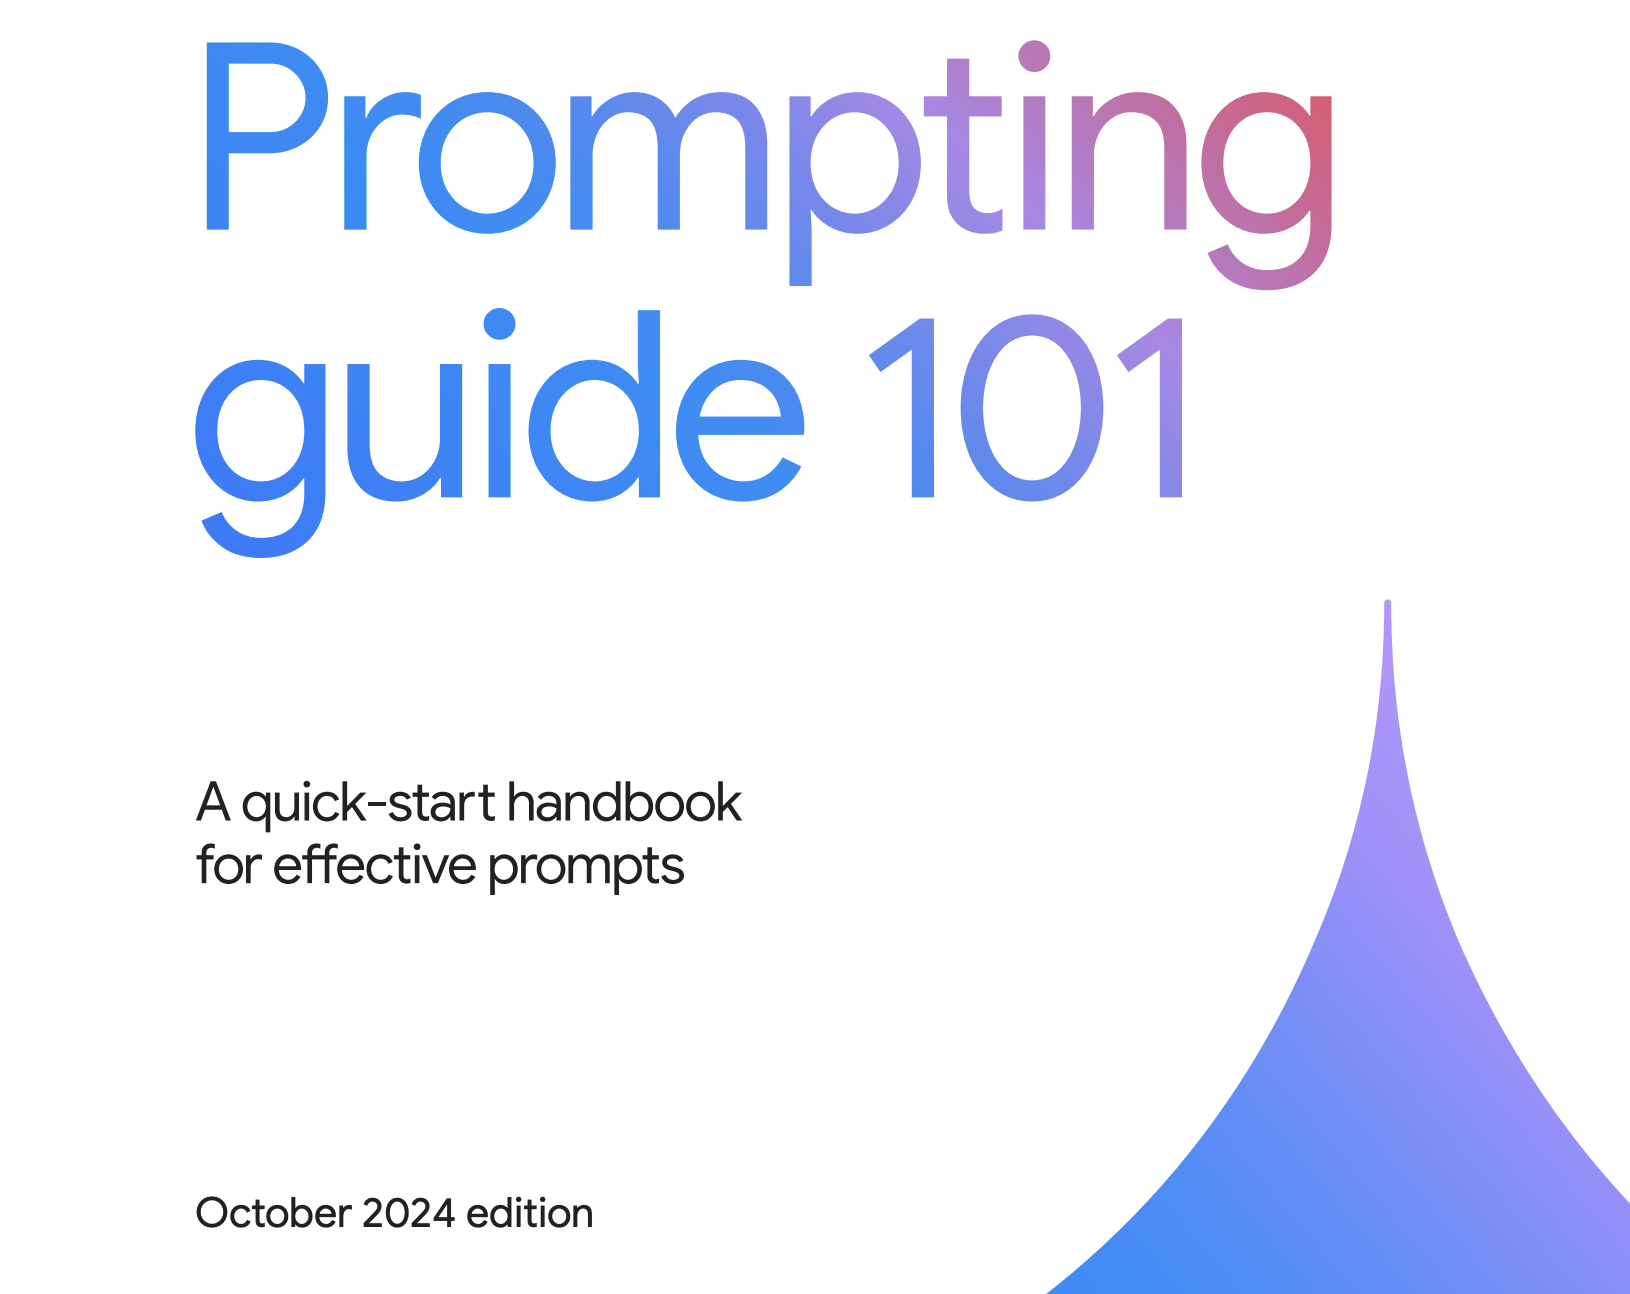 Prompting
guide 101
A quick-start handbook
for effective prompts
October 2024 edition